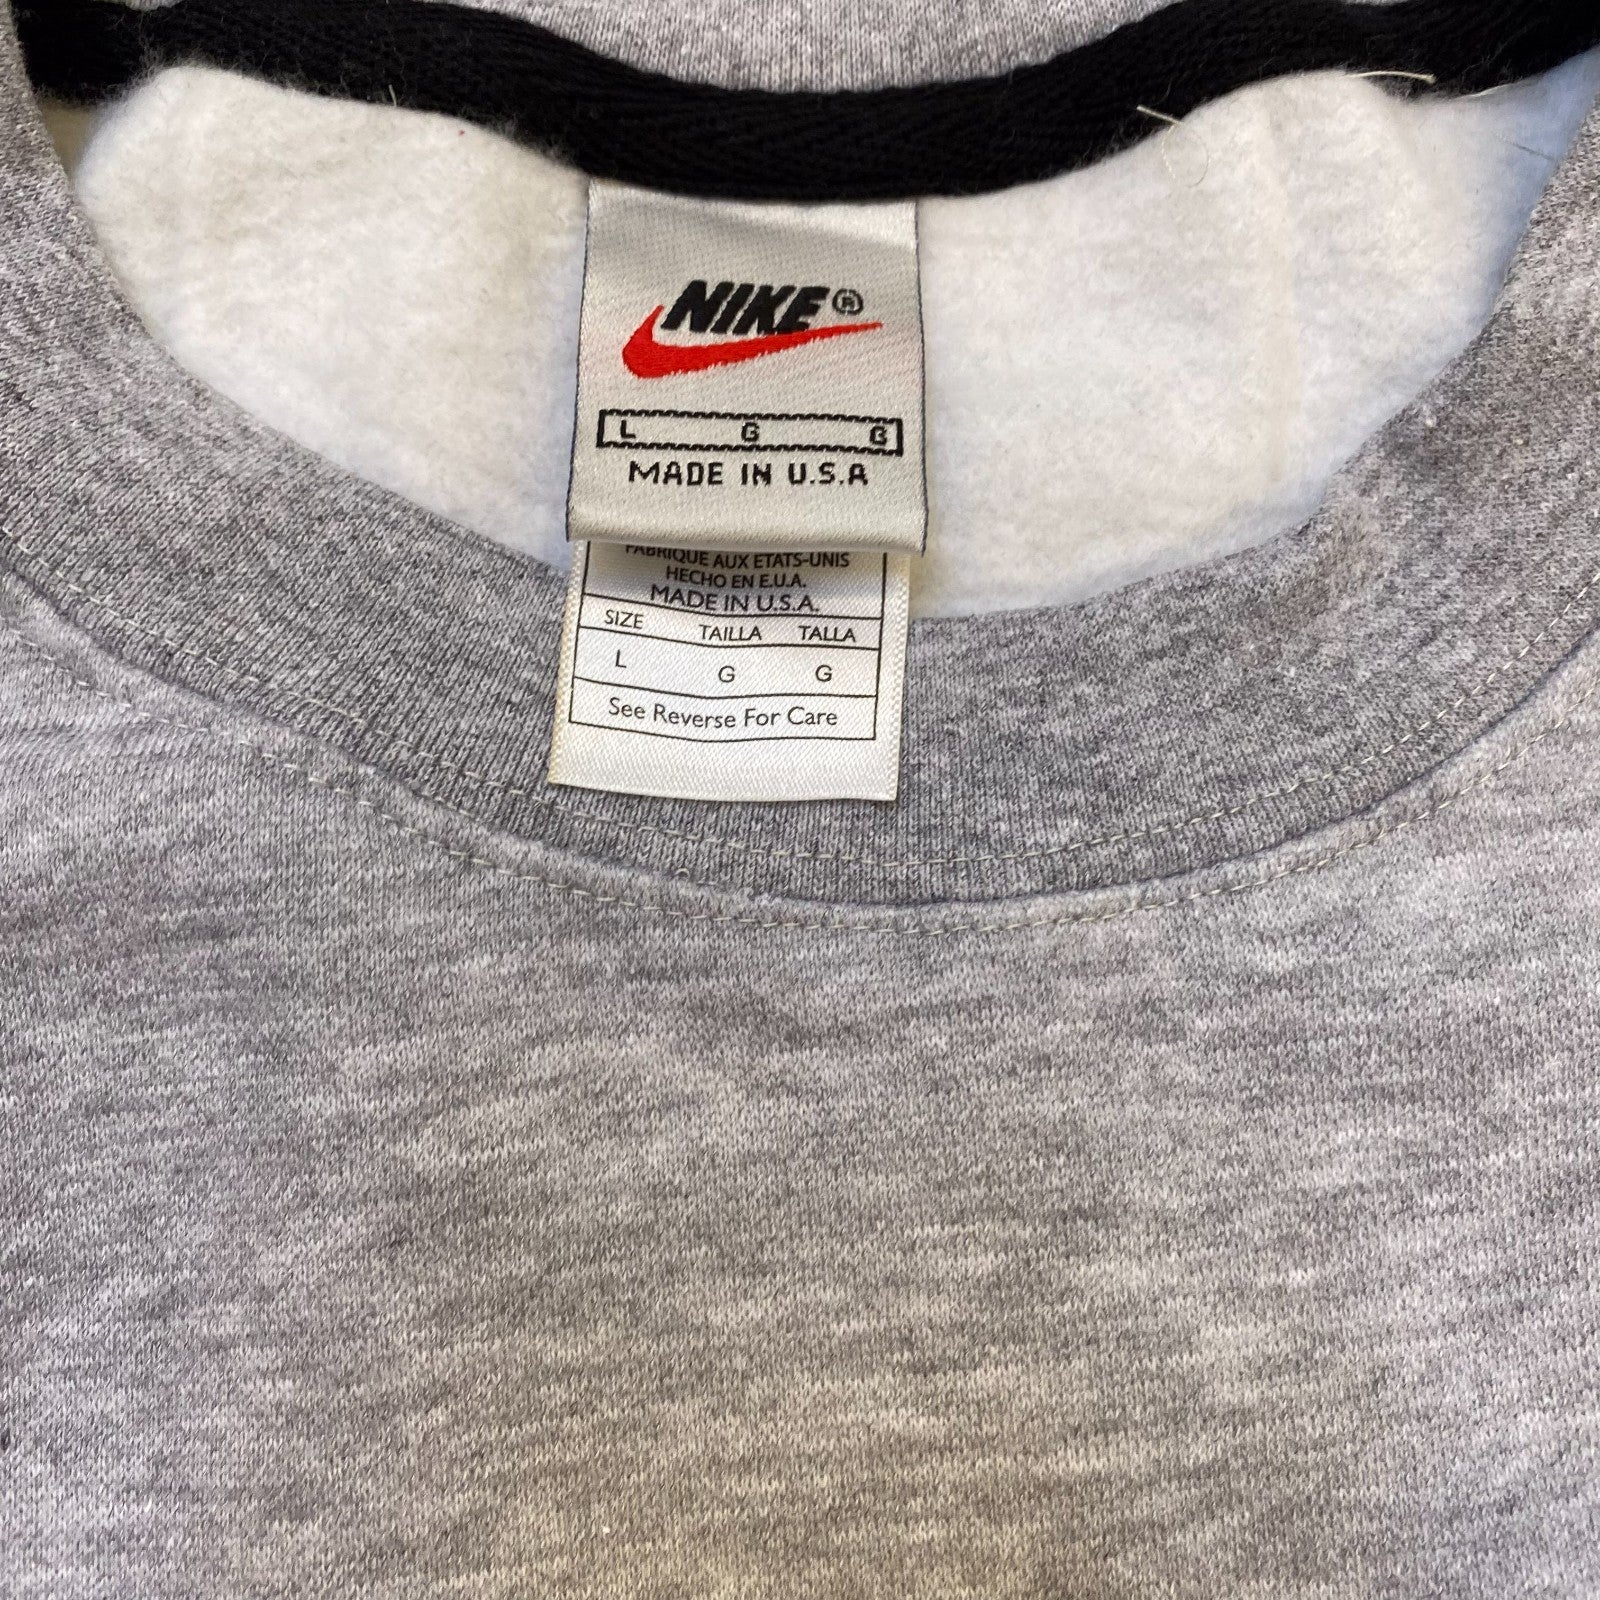 NIKE®
L G G
MADE IN U.S.A
FABRIQUE AUX ETATS-UNIS
HECHO EN E.U.A.
MADE IN U.S.A.
SIZE TAILLA TALLA
L G G
See Reverse For Care